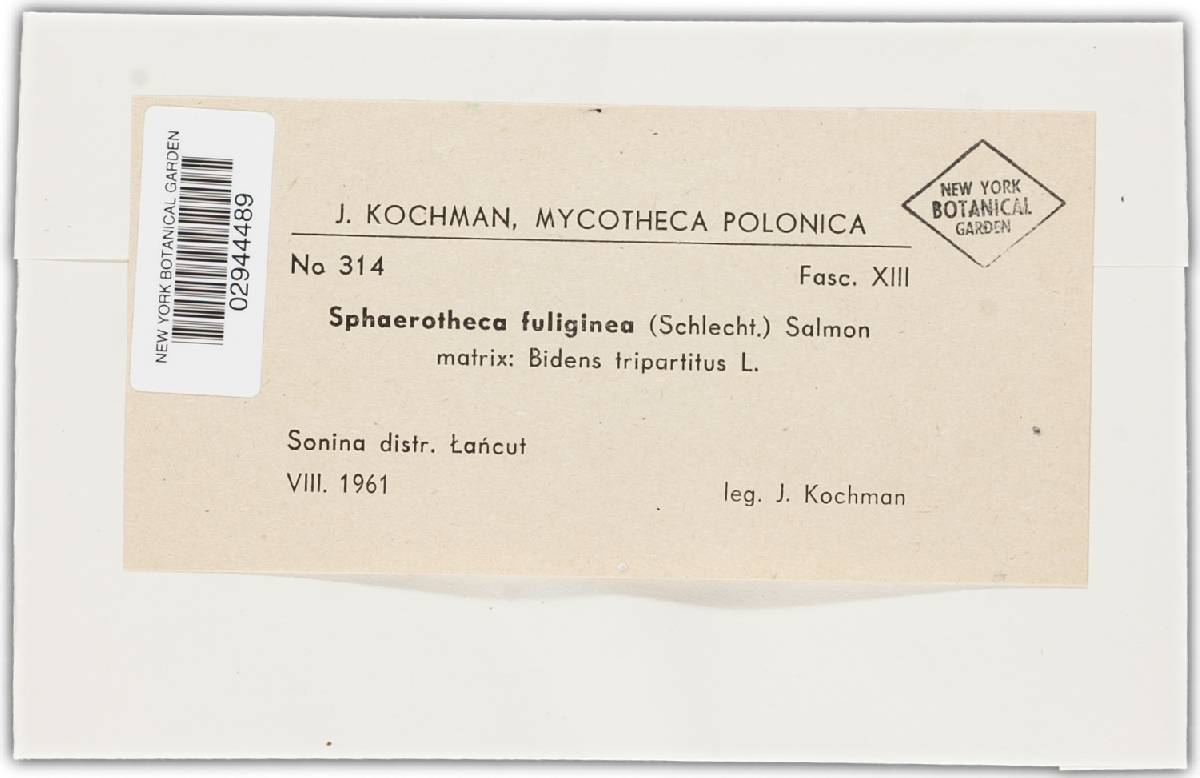 NEW YORK BOTANICAL GARDEN
02944489
NEW YORK
BOTANICAL
GARDEN
J. KOCHMAN, MYCOTHECA POLONICA
No 314
Fasc. XIII
Sphaerotheca fuliginea (Schlecht.) Salmon
matrix: Bidens tripartitus L.
Sonina distr. Łańcut
VIII. 1961
leg. J. Kochman